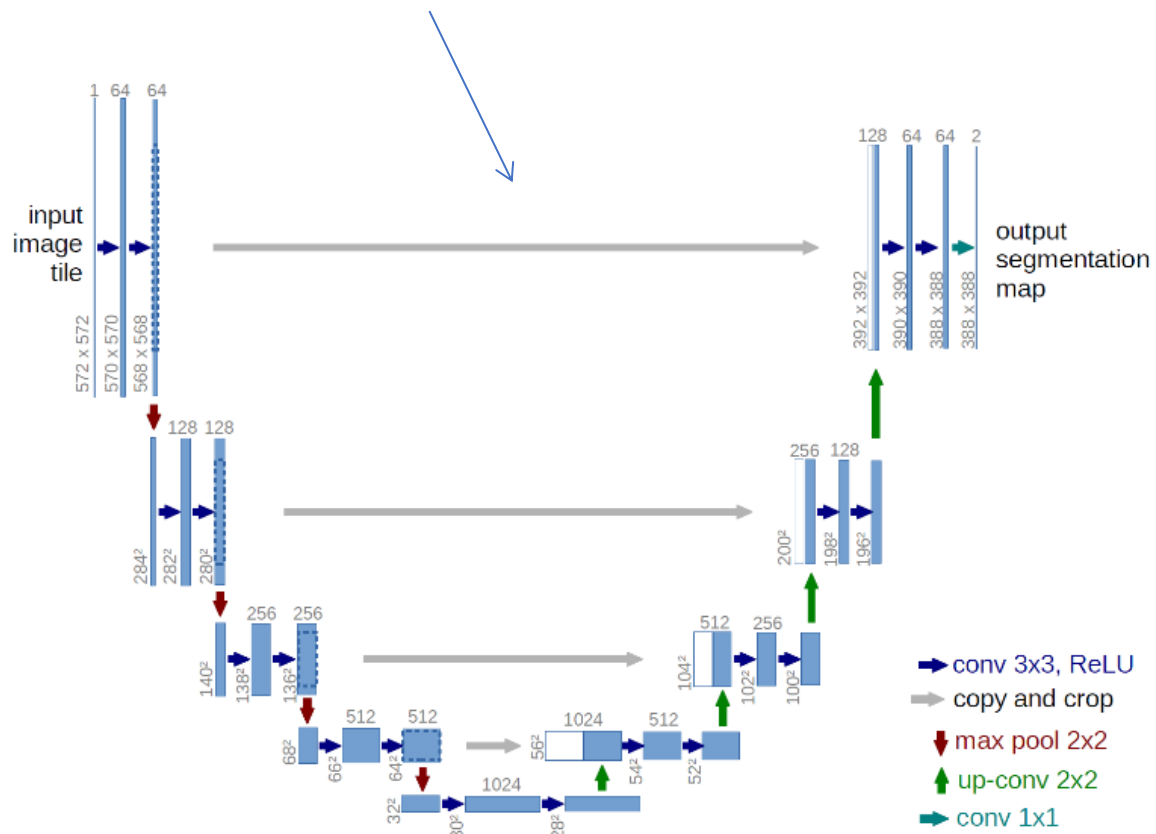 1 64 64
input
image
tile
572 x 572
570 x 570
568 x 568
128 64 64 2
output
segmentation
map
392 x 392
390 x 390
388 x 388
388 x 388
128 128
284²
282²
280²
256 128
200²
198²
196²
256 256
140²
138²
136²
512 256
104²
102²
100²
512 512
68²
66²
64²
1024 512
56²
54²
52²
1024
32²
conv 3x3, ReLU
copy and crop
max pool 2x2
up-conv 2x2
conv 1x1